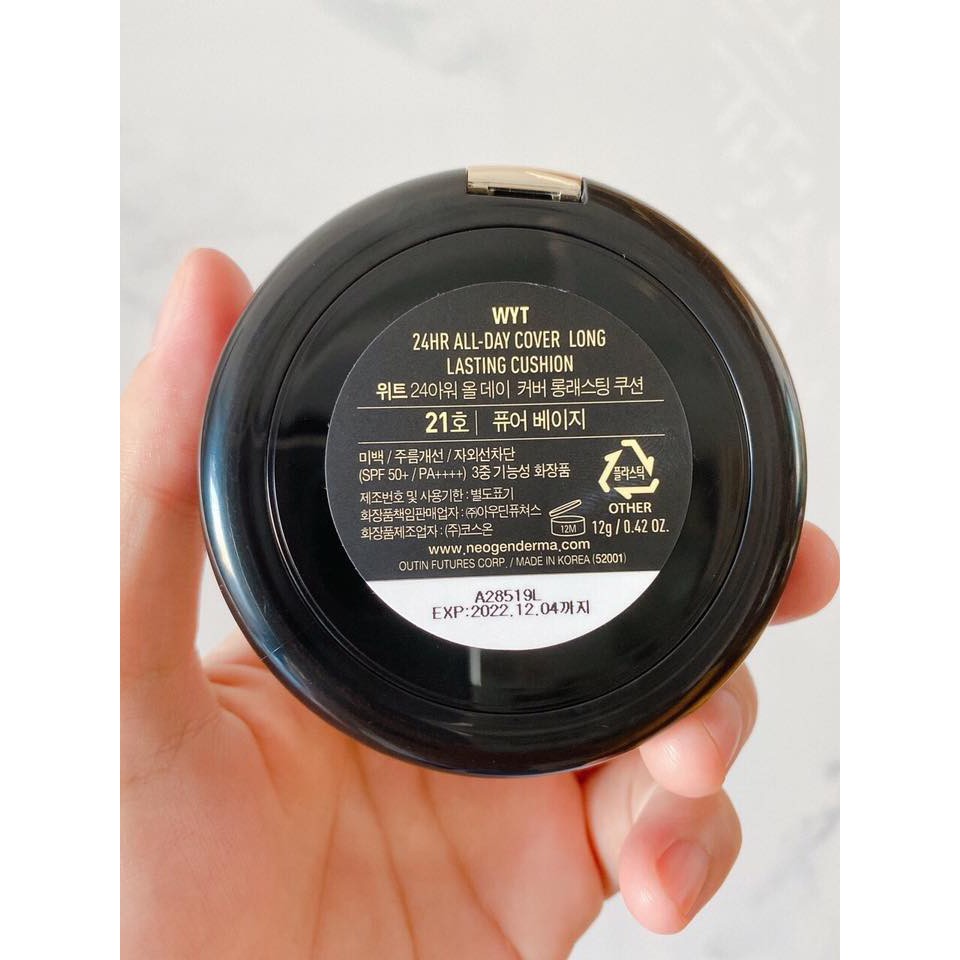 WYT
24HR ALL-DAY COVER LONG
LASTING CUSHION
위트 24아워 올 데이 커버 롱래스팅 쿠션
21호 | 퓨어 베이지
미백 / 주름개선 / 자외선차단
(SPF 50+ / PA++++) 3중 기능성 화장품
제조번호 및 사용기한 : 별도표기
화장품책임판매업자 : ㈜아우딘퓨쳐스
화장품제조업자 : (주)코스온
플라스틱
OTHER
12M
12g / 0.42 OZ.
www.neogenderma.com
OUTIN FUTURES CORP. / MADE IN KOREA (52001)
A28519L
EXP:2022.12.04까지